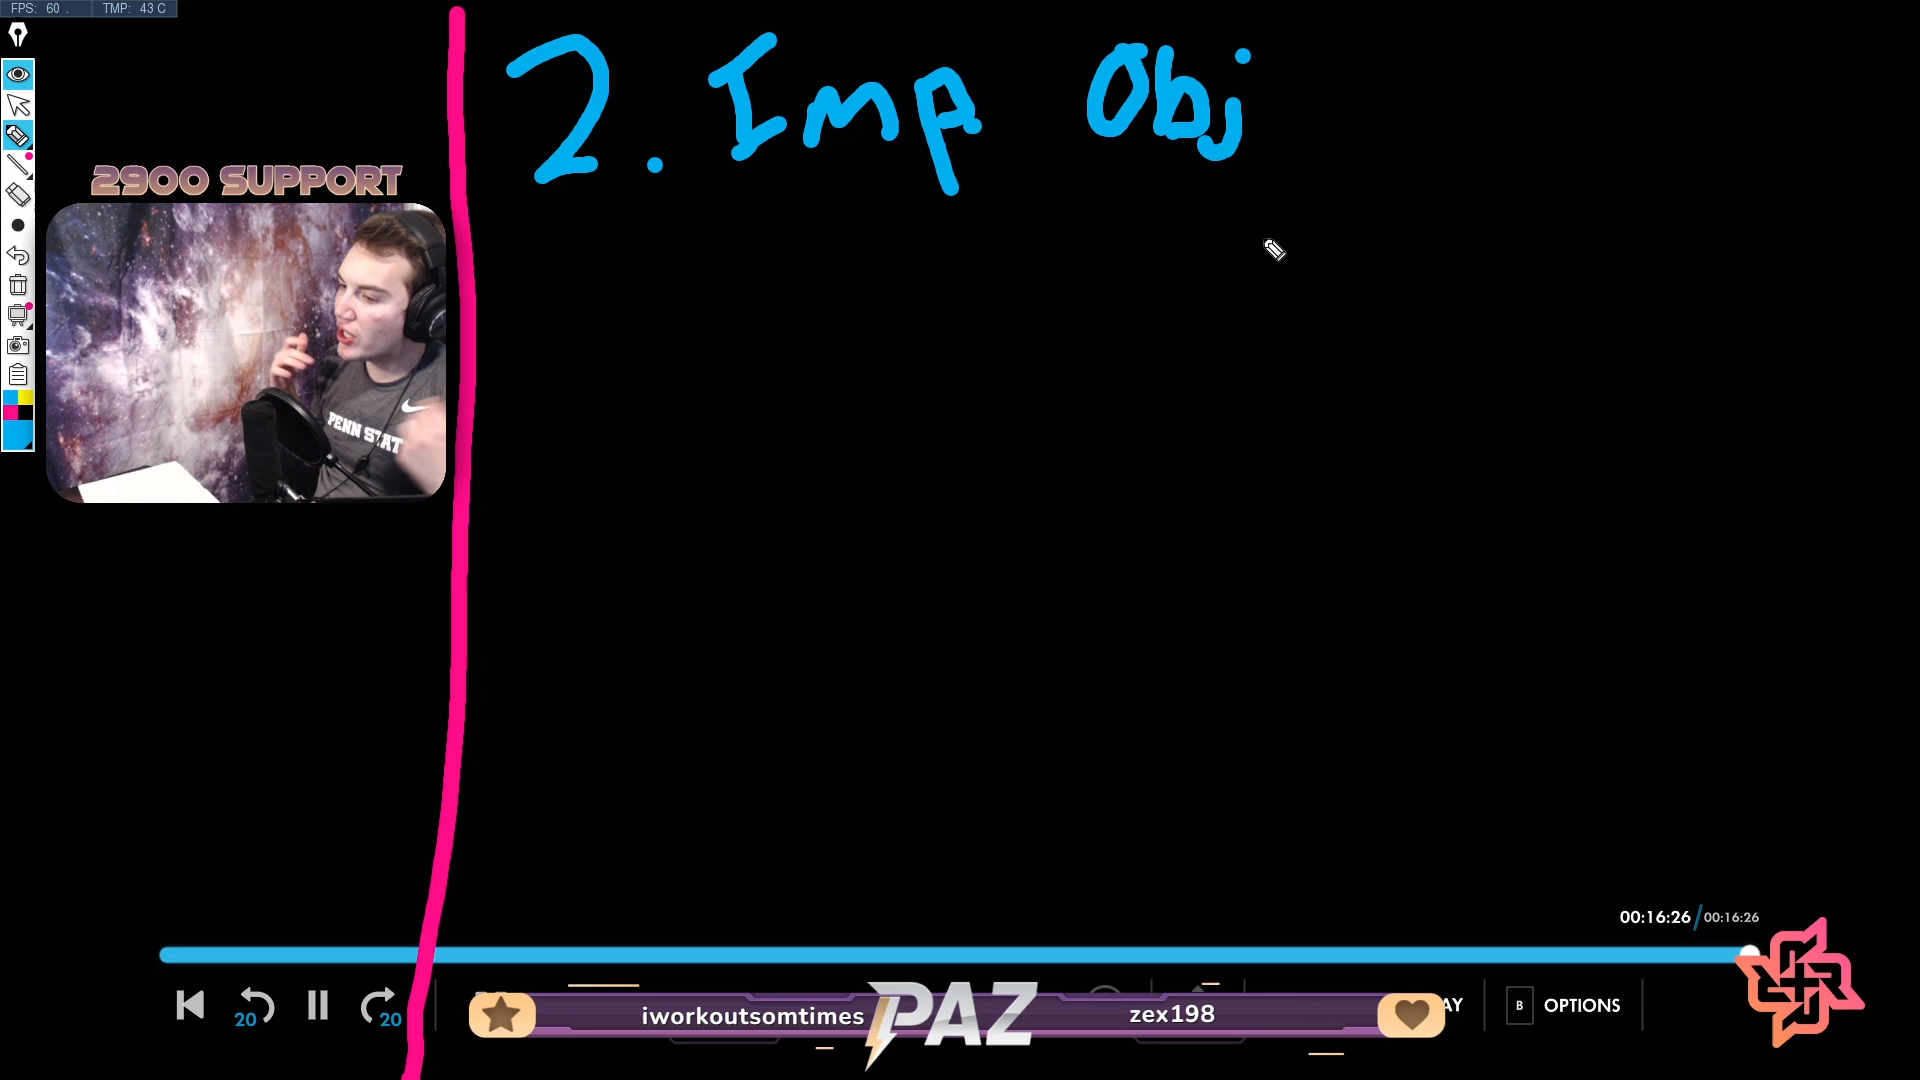 FPS: 60 . TMP: 43 C
2. Imp Obj
2900 SUPPORT
PENN STAT
00:16:26/00:16:26
20 20 AY B OPTIONS
iworkoutsomtimes PAZ zex198